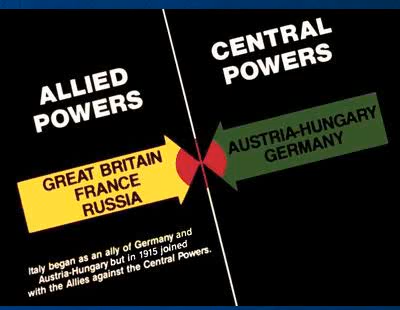 ALLIED
POWERS
CENTRAL
POWERS
GREAT BRITAIN
FRANCE
RUSSIA
AUSTRIA-HUNGARY
GERMANY
Italy began as an ally of Germany and
Austria-Hungary but in 1915 joined
with the Allies against the Central Powers.